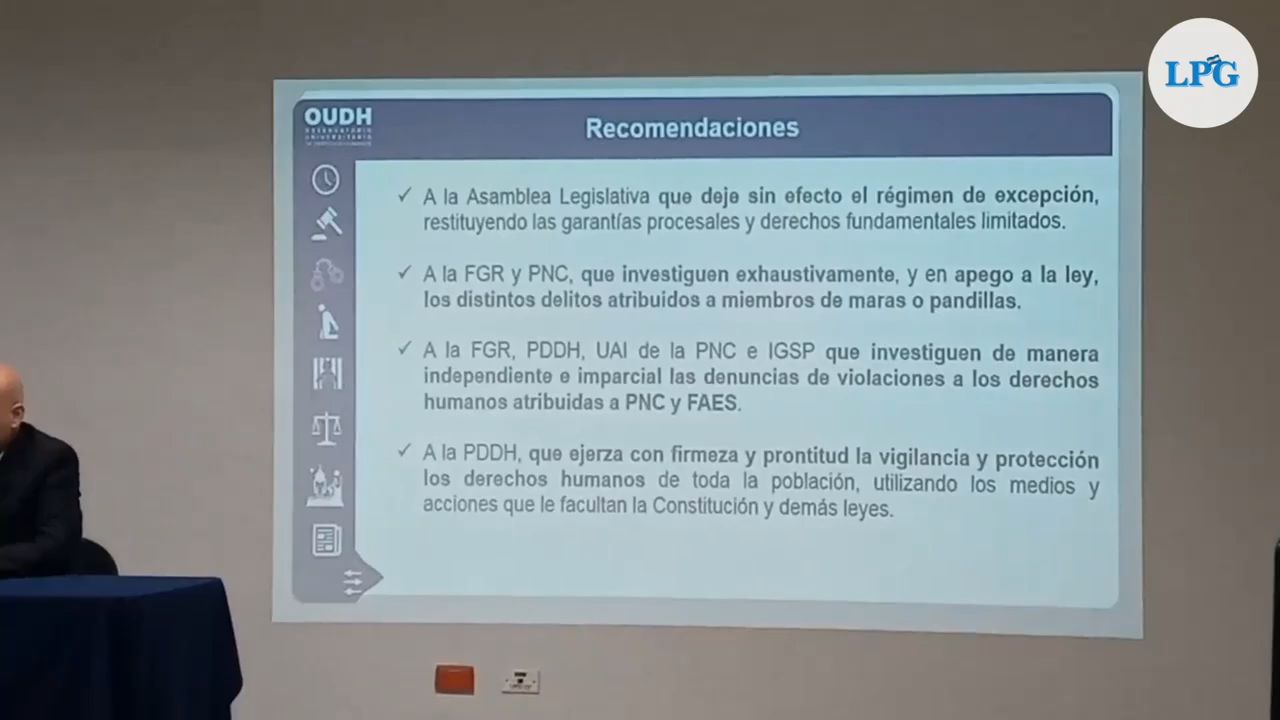 LPG
OUDH
OBSERVATORIO
UNIVERSITARIO
DE DERECHOS HUMANOS
Recomendaciones
✓ A la Asamblea Legislativa que deje sin efecto el régimen de excepción,
restituyendo las garantías procesales y derechos fundamentales limitados.
✓ A la FGR y PNC, que investiguen exhaustivamente, y en apego a la ley,
los distintos delitos atribuidos a miembros de maras o pandillas.
✓ A la FGR, PDDH, UAI de la PNC e IGSP que investiguen de manera
independiente e imparcial las denuncias de violaciones a los derechos
humanos atribuidas a PNC y FAES.
✓ A la PDDH, que ejerza con firmeza y prontitud la vigilancia y protección
los derechos humanos de toda la población, utilizando los medios y
acciones que le facultan la Constitución y demás leyes.